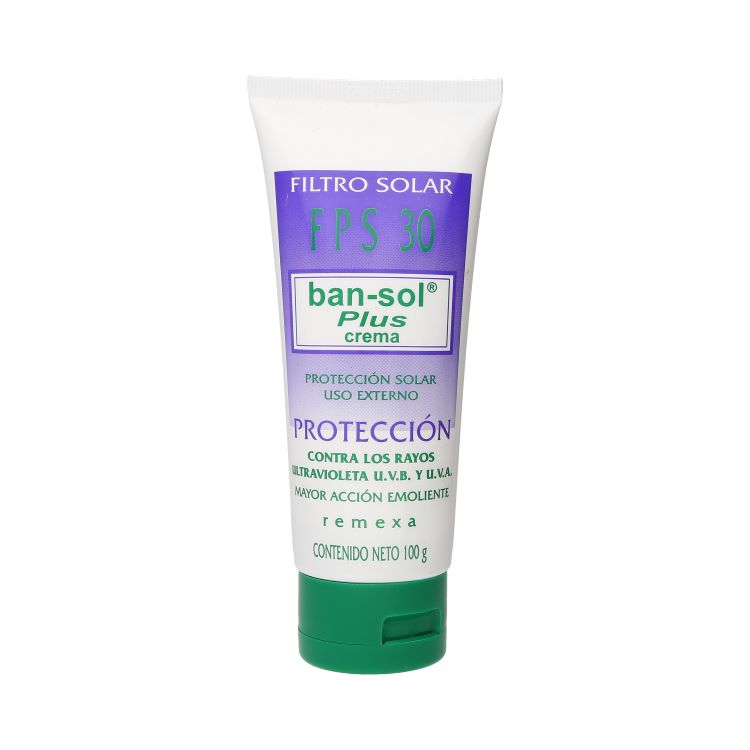 FILTRO SOLAR
FPS 30
ban-sol®
Plus
crema
PROTECCIÓN SOLAR
USO EXTERNO
PROTECCIÓN
CONTRA LOS RAYOS
ULTRAVIOLETA U.V.B. Y U.V.A.
MAYOR ACCIÓN EMOLIENTE
remexa
CONTENIDO NETO 100 g